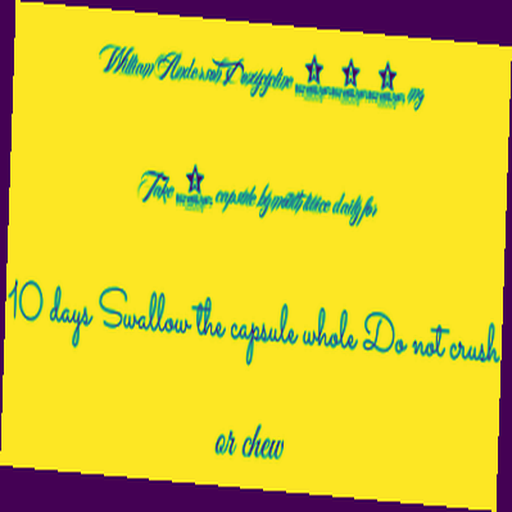 William Anderson mg
Take capsule by mouth twice daily for
10 days Swallow the capsule whole Do not crush
or chew